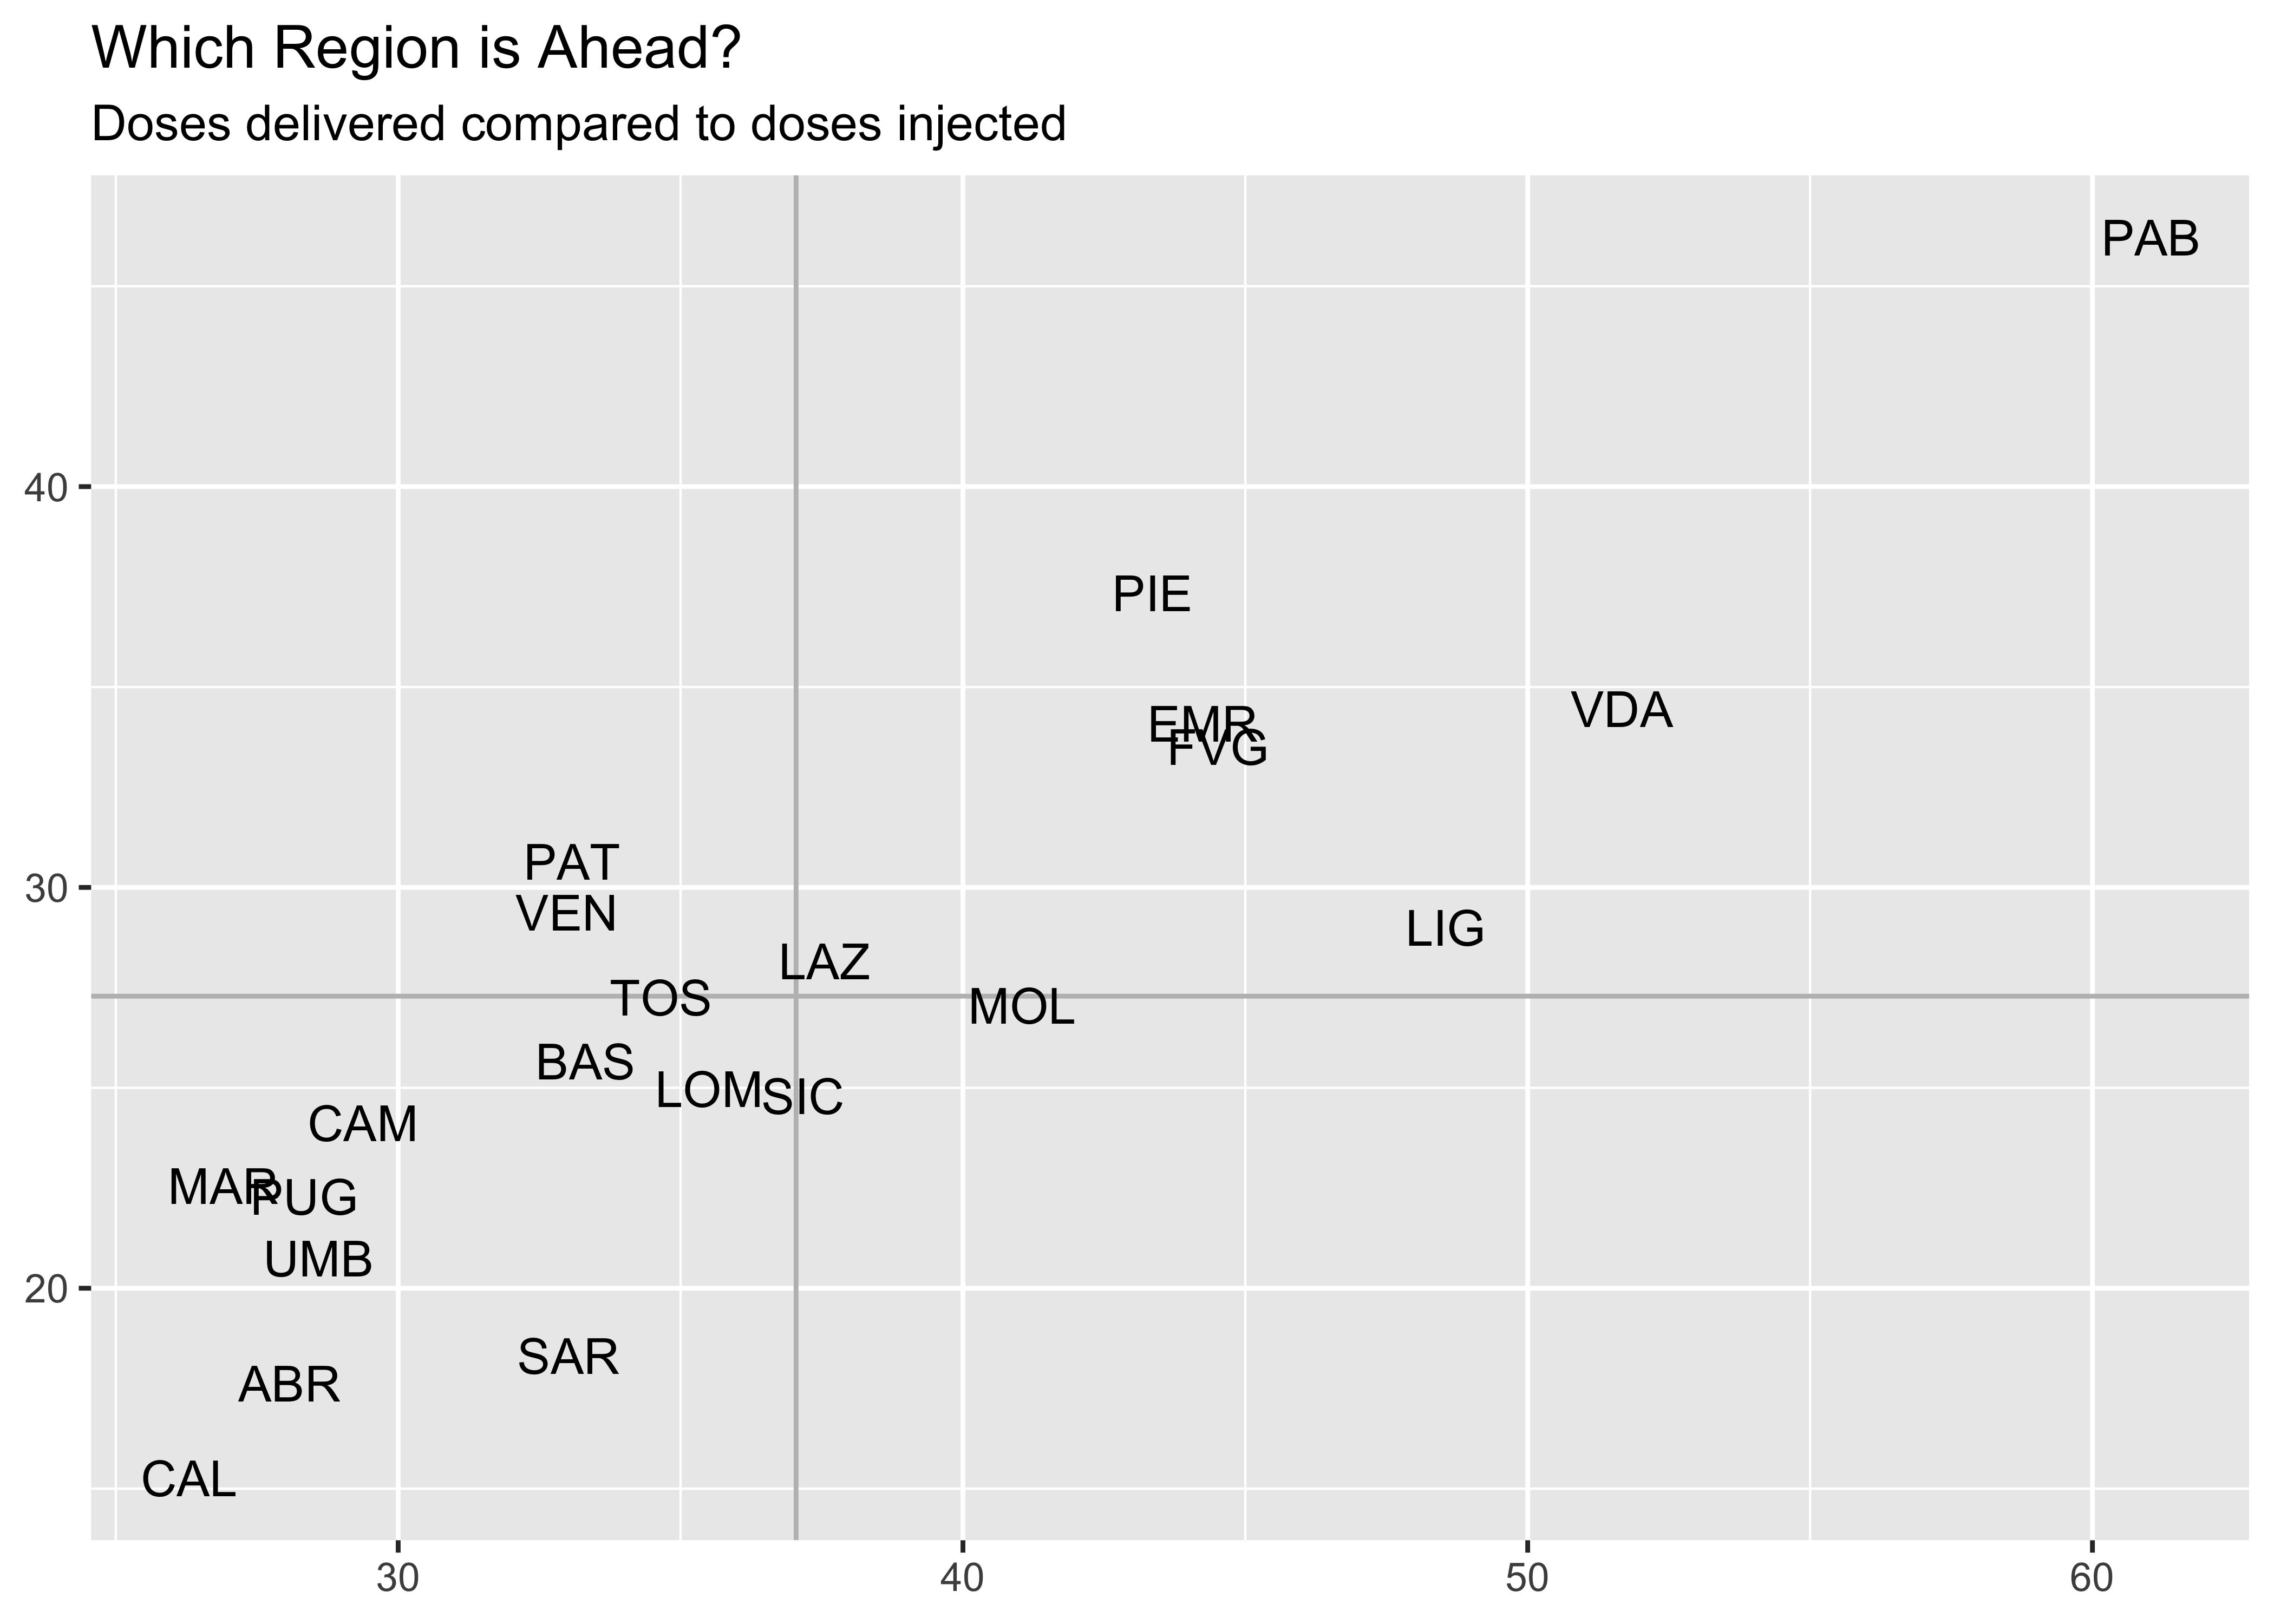 Which Region is Ahead?
Doses delivered compared to doses injected
PAB
40
PIE
VDA
EMR
FVG
PAT
30
VEN
LIG
LAZ
TOS
MOL
BAS
LOM SIC
CAM
MAR
PUG
UMB
20
SAR
ABR
CAL
30 40 50 60